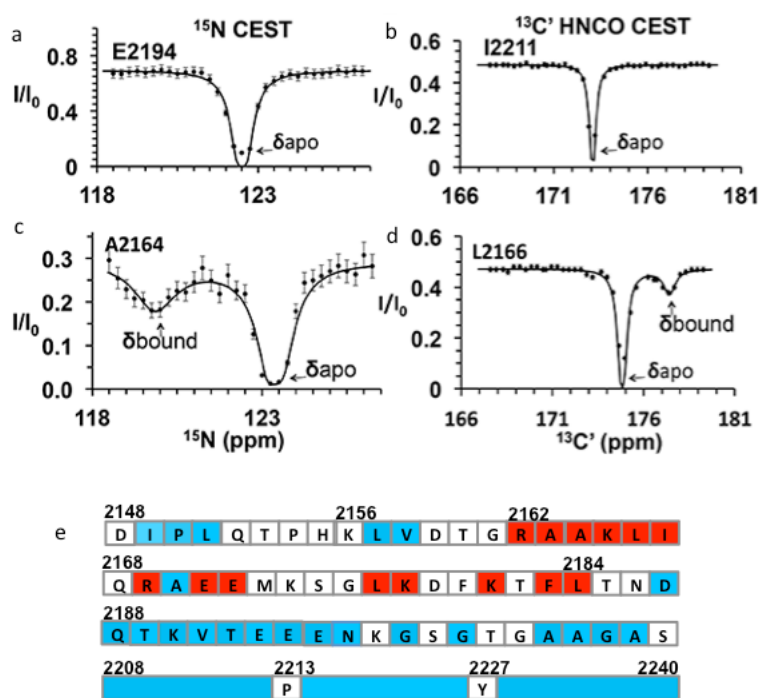 a
¹⁵N CEST
b
¹³C' HNCO CEST
E2194
I2211
I/I₀
0.8
0.4
0
δapo
118
123
I/I₀
0.6
0.4
0.2
0
δapo
166 171 176 181
c
A2164
d
L2166
I/I₀
0.3
0.2
0.1
0.0
δbound
δapo
118
123
¹⁵N (ppm)
I/I₀
0.6
0.4
0.2
0
δbound
δapo
166 171 176 181
¹³C' (ppm)
e
2148 2156 2162
D I P L Q T P H K L V D T G R A A K L I
2168 2184
Q R A E E M K S G L K D F K T F L T N D
2188
Q T K V T E E E N K G S G T G A A G A S
2208 2213 2227 2240
P Y